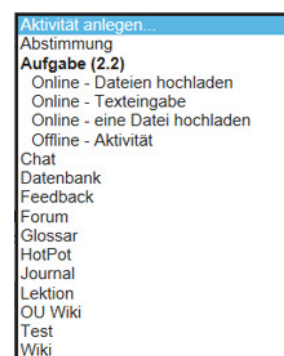 Aktivität anlegen...
Abstimmung
Aufgabe (2.2)
Online - Dateien hochladen
Online - Texteingabe
Online - eine Datei hochladen
Offline - Aktivität
Chat
Datenbank
Feedback
Forum
Glossar
HotPot
Journal
Lektion
OU Wiki
Test
Wiki